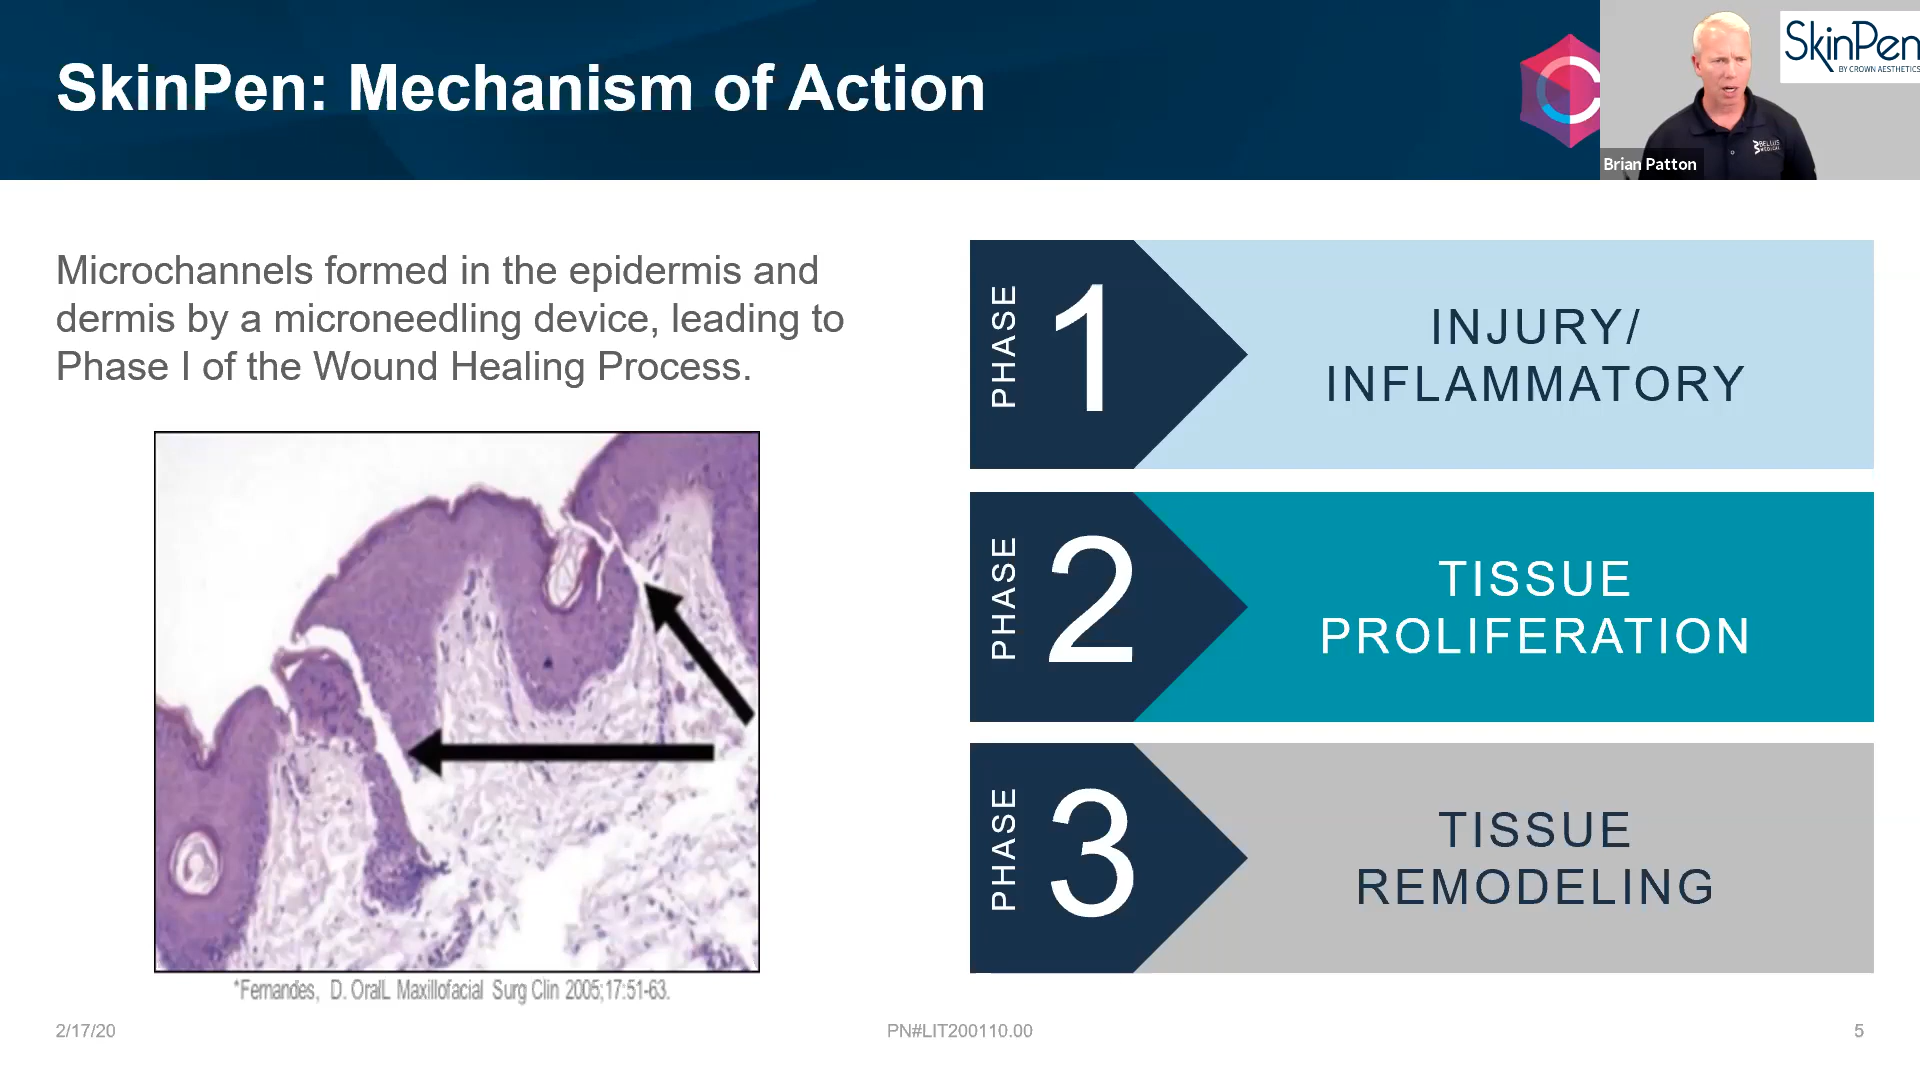 SkinPen: Mechanism of Action
SkinPen
BY CROWN AESTHETICS
BELLUS
MEDICAL
Brian Patton
Microchannels formed in the epidermis and
dermis by a microneedling device, leading to
Phase I of the Wound Healing Process.
PHASE 1
INJURY/
INFLAMMATORY
PHASE 2
TISSUE
PROLIFERATION
PHASE 3
TISSUE
REMODELING
*Fernandes, D. OralL Maxillofacial Surg Clin 2005;17:51-63.
2/17/20
PN#LIT200110.00
5